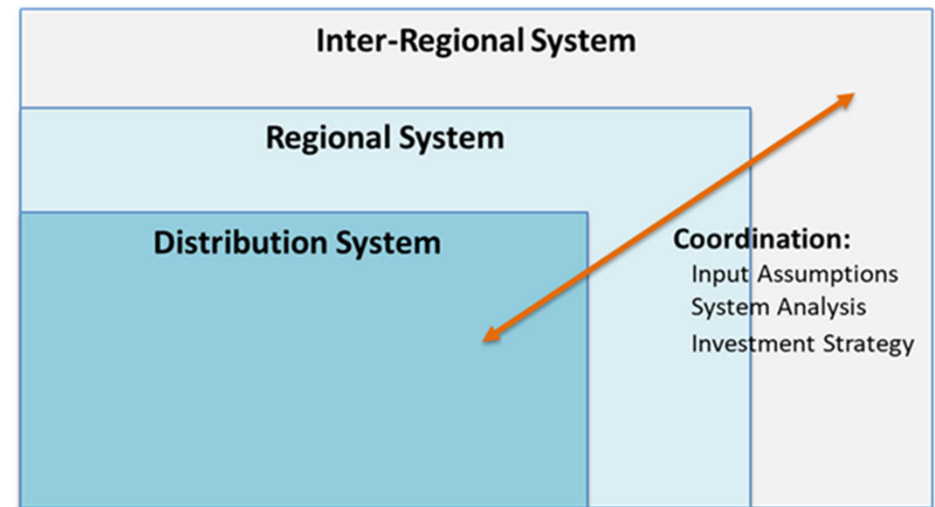 Inter-Regional System
Regional System
Distribution System
Coordination:
Input Assumptions
System Analysis
Investment Strategy